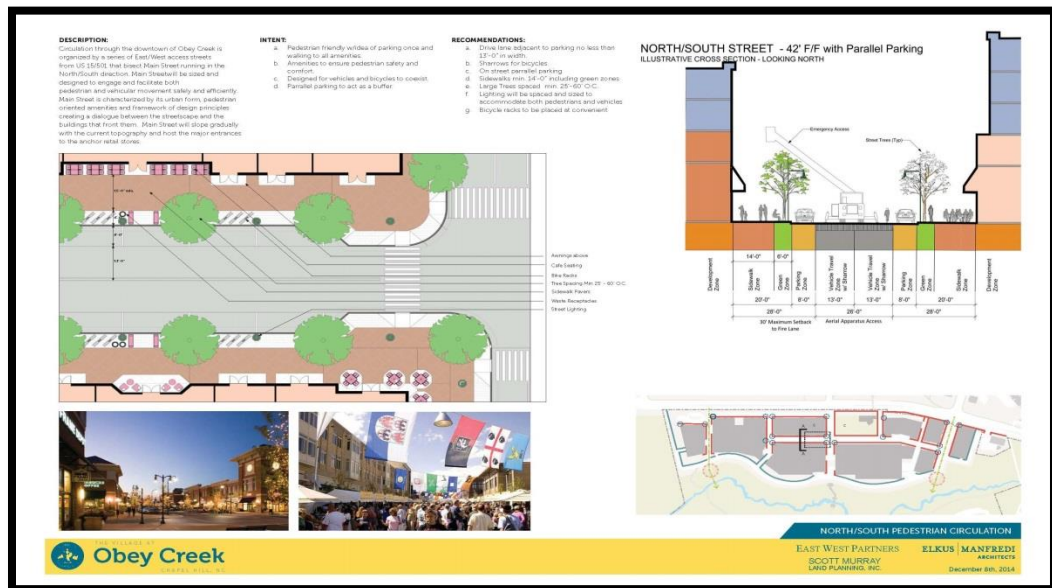 DESCRIPTION:
Circulation through the downtown of Obey Creek is
organized by a series of East/West access streets
from US 15/501 that bisect Main Street running in the
North/South direction. Main Streetwill be sized and
designed to engage and facilitate both
pedestrian and vehicular movement safely and efficiently
Main Street is characterized by its urban form, pedestrian
oriented amenities and framework of design principles
creating a dialogue between the streetscape and the
buildings that front them. Main Street will slope gradually
with the current topography and host the major entrances
to the anchor retail stores.
INTENT:
a. Pedestrian friendly w/idea of parking once and
walking to all amenities.
b. Amenities to ensure pedestrian safety and
comfort.
c. Designed for vehicles and bicycles to coexist
d. Parallel parking to act as a buffer
RECOMMENDATIONS:
a. Drive lane adjacent to parking no less than
13'-0" in width.
b. Sharrows for bicycles
c. On street parrallel parking
d. Sidewalks min. 14'-0" including green zones
e. Large Trees spaced min. 25'-60' O.C.
f. Lighting will be spaced and sized to
accommodate both pedestrians and vehicles
g. Bicycle racks to be placed at convenient
NORTH/SOUTH STREET - 42' F/F with Parallel Parking
ILLUSTRATIVE CROSS SECTION - LOOKING NORTH
Emergency Access
Street Trees (Typ)
Awnings above
Cafe Seating
Bike Racks
Tree Spacing Min 25' - 60' O.C.
Sidewalk Pavers
Waste Receptacles
Street Lighting
14'-0" 6'-0"
Development Zone
Sidewalk Zone
Green Zone
Parking Zone
Vehicle Travel w/ Sharrow
Vehicle Travel w/ Sharrow
Parking Zone
Green Zone
Sidewalk Zone
Development Zone
20'-0" 8'-0" 13'-0" 13'-0" 8'-0" 20'-0"
28'-0" 28'-0" 28'-0"
30' Maximum Setback
to Fire Lane
Aerial Apparatus Access
NORTH/SOUTH PEDESTRIAN CIRCULATION
THE VILLAGE AT
Obey Creek
CHAPEL HILL, NC
EAST WEST PARTNERS
SCOTT MURRAY
LAND PLANNING, INC.
ELKUS MANFREDI
ARCHITECTS
December 8th, 2014